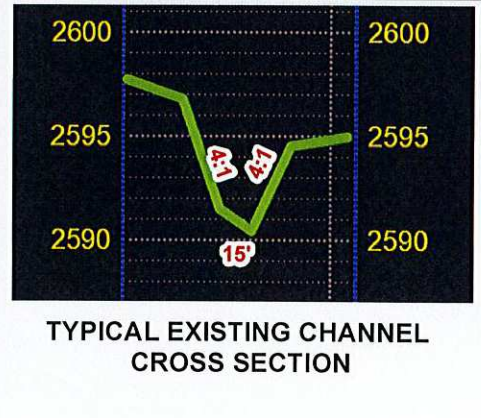 2600 2600
2595 2595
4:1 4:1
2590 2590
15'
TYPICAL EXISTING CHANNEL
CROSS SECTION